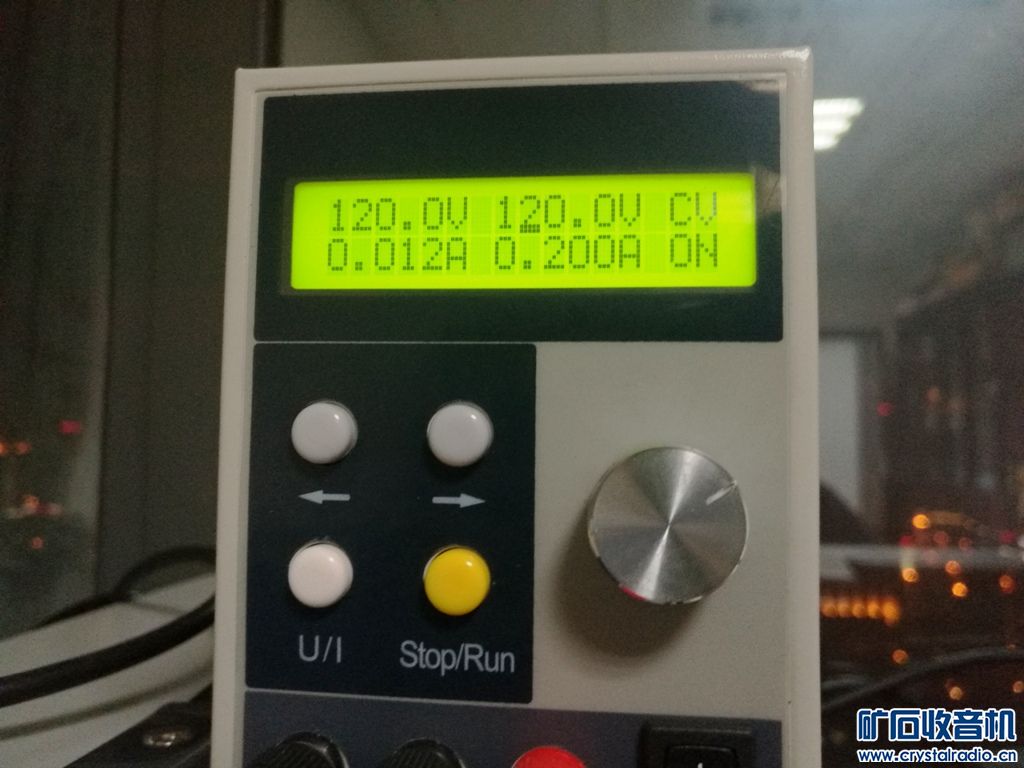 120.0V 120.0V CV
0.012A 0.200A ON
U/I
Stop/Run
矿石收音机
www.crystalradio.cn